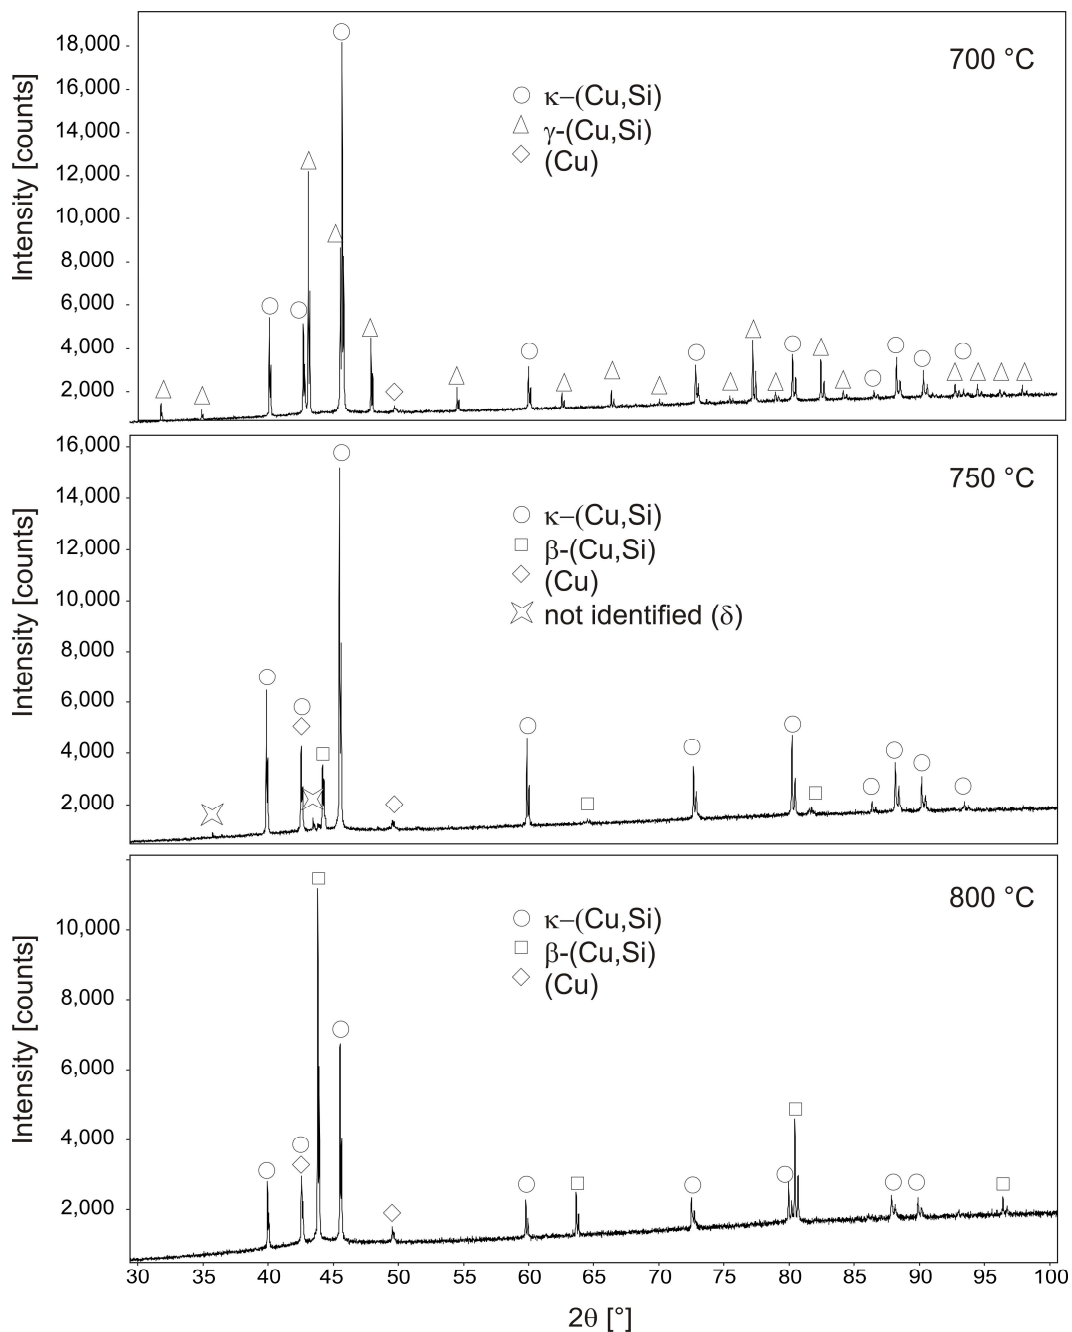 700 °C
κ–(Cu,Si)
γ-(Cu,Si)
(Cu)
Intensity [counts]
18,000
16,000
14,000
12,000
10,000
8,000
6,000
4,000
2,000
750 °C
κ–(Cu,Si)
β-(Cu,Si)
(Cu)
not identified (δ)
Intensity [counts]
16,000
14,000
12,000
10,000
8,000
6,000
4,000
2,000
800 °C
κ–(Cu,Si)
β-(Cu,Si)
(Cu)
Intensity [counts]
10,000
8,000
6,000
4,000
2,000
30 35 40 45 50 55 60 65 70 75 80 85 90 95 100
2θ [°]